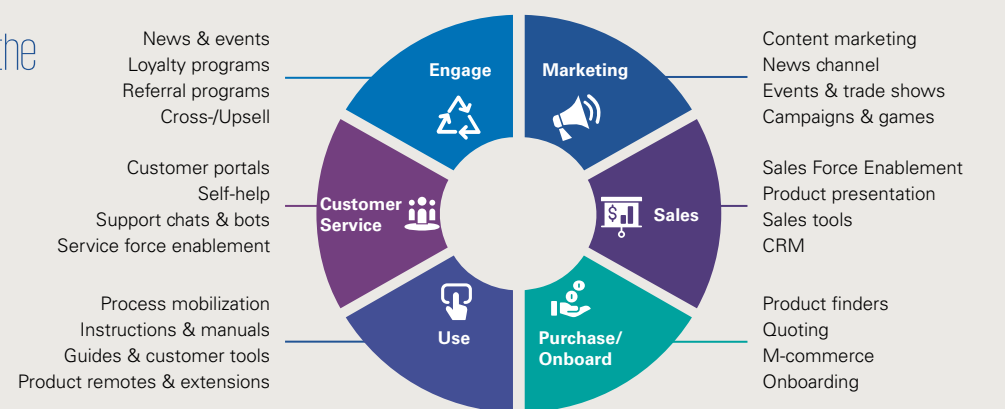 the
News & events
Loyalty programs
Referral programs
Cross-/Upsell
Engage
Marketing
Content marketing
News channel
Events & trade shows
Campaigns & games
Customer portals
Self-help
Support chats & bots
Service force enablement
Customer
Service
$
Sales
Sales Force Enablement
Product presentation
Sales tools
CRM
Process mobilization
Instructions & manuals
Guides & customer tools
Product remotes & extensions
Use
Purchase/
Onboard
Product finders
Quoting
M-commerce
Onboarding